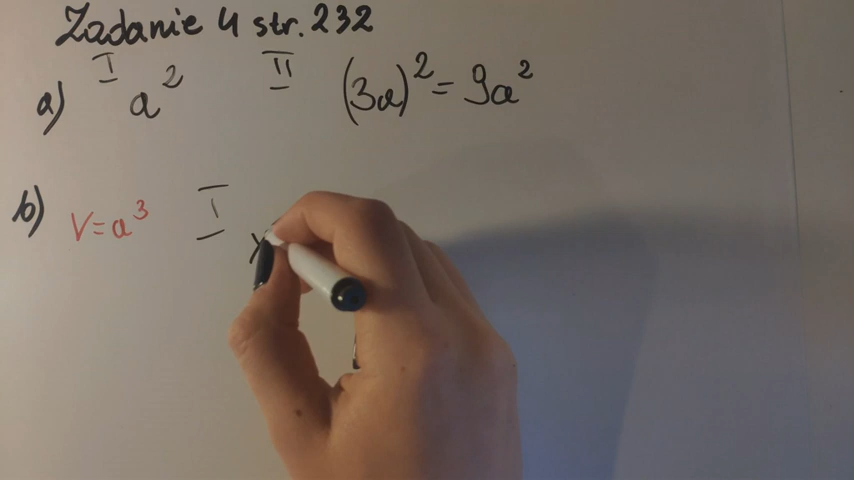 Zadanie 4 str. 232
a) I a² II (3a)² = 9a²
b) V=a³ I